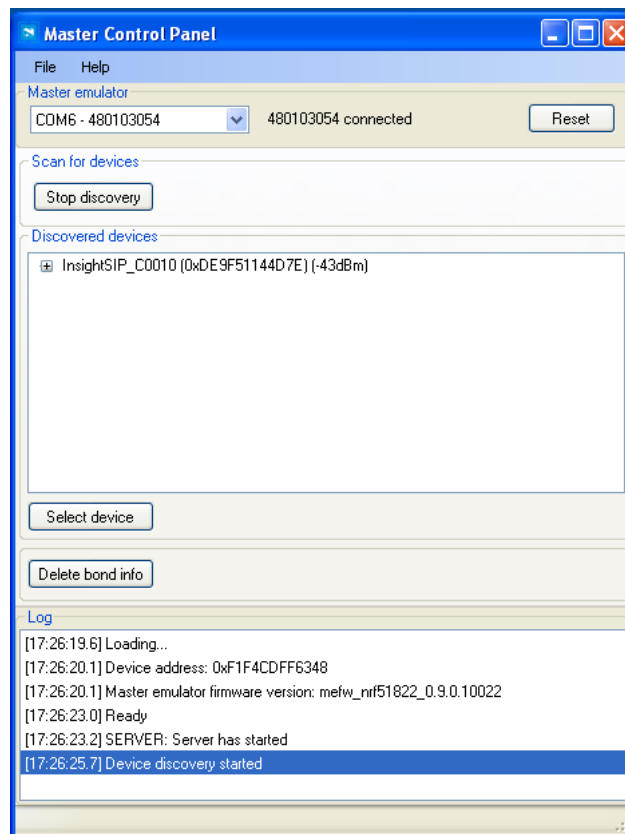 Master Control Panel
File Help
Master emulator
COM6 - 480103054 480103054 connected Reset
Scan for devices
Stop discovery
Discovered devices
InsightSIP_C0010 (0xDE9F51144D7E) (-43dBm)
Select device
Delete bond info
Log
[17:26:19.6] Loading...
[17:26:20.1] Device address: 0xF1F4CDFF6348
[17:26:20.1] Master emulator firmware version: mefw_nrf51822_0.9.0.10022
[17:26:23.0] Ready
[17:26:23.2] SERVER: Server has started
[17:26:25.7] Device discovery started